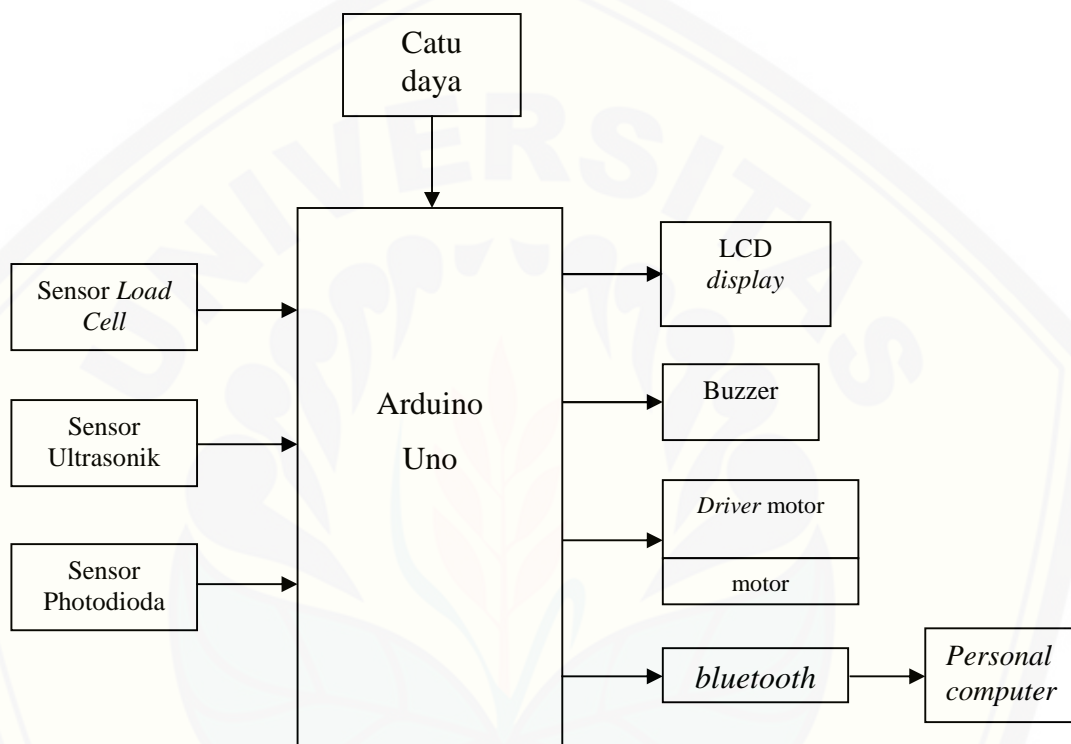 Catu
daya
UNIVERSITAS
Sensor Load
Cell
Sensor
Ultrasonik
Sensor
Photodioda
Arduino
Uno
LCD
display
Buzzer
Driver motor
motor
bluetooth
Personal
computer